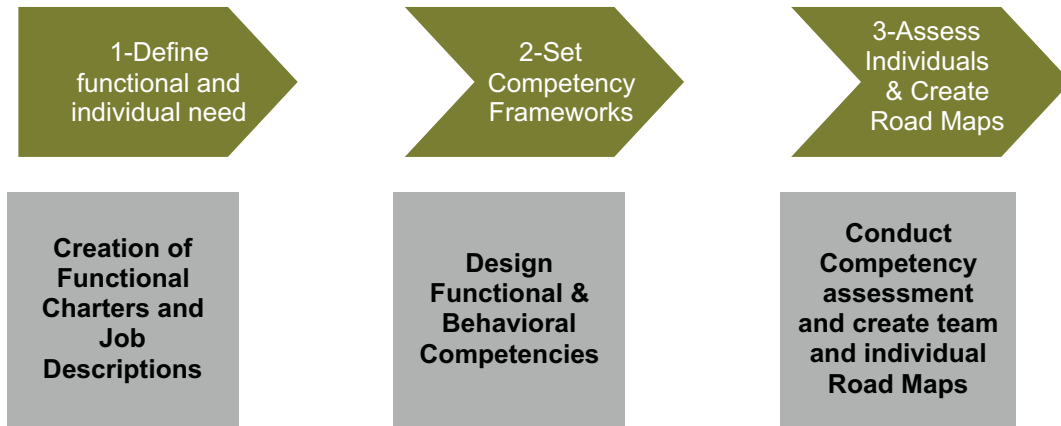 1-Define
functional and
individual need
2-Set
Competency
Frameworks
3-Assess
Individuals
& Create
Road Maps
Creation of
Functional
Charters and
Job
Descriptions
Design
Functional &
Behavioral
Competencies
Conduct
Competency
assessment
and create team
and individual
Road Maps